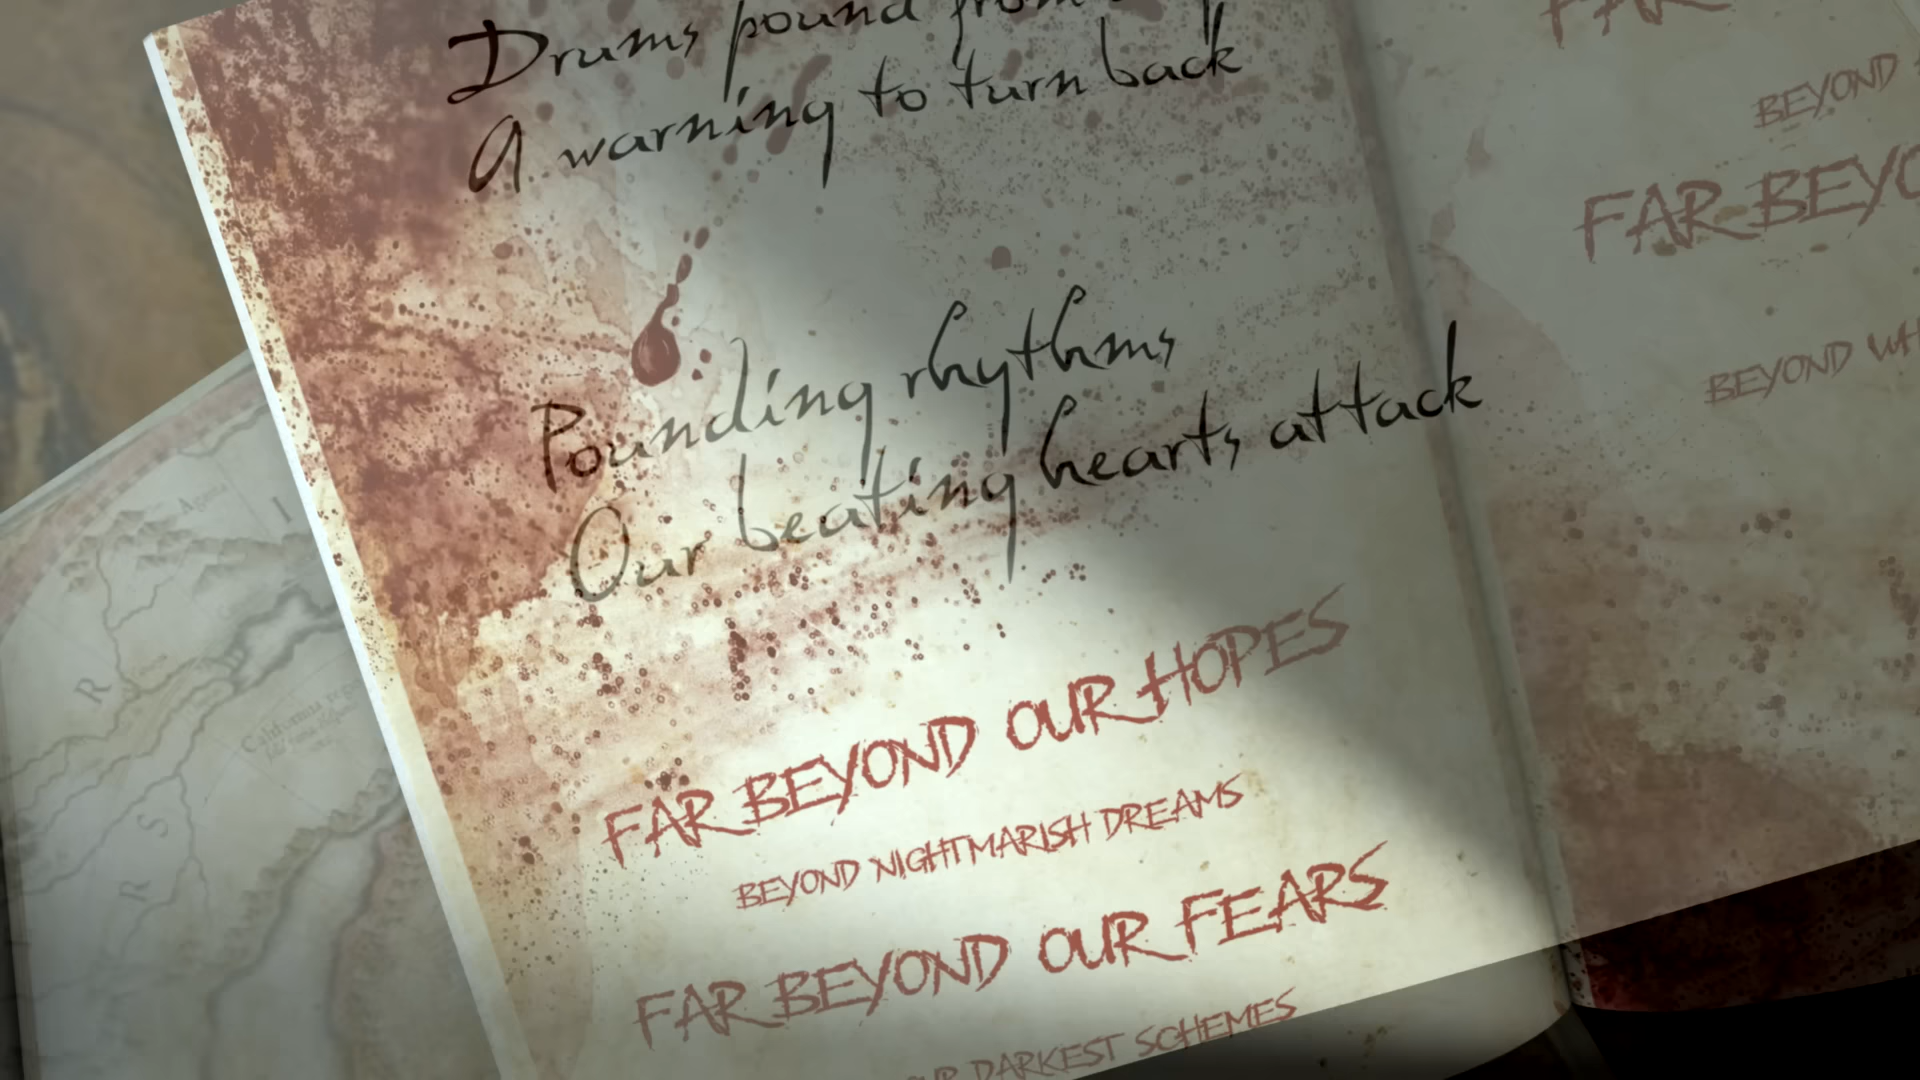 Drums pound from
A warning to turn back
Pounding rhythms
Our beating hearts attack
FAR BEYOND OUR HOPES
BEYOND NIGHTMARISH DREAMS
FAR BEYOND OUR FEARS
DARKEST SCHEMES
FAR
BEYOND
FAR
BEYOND
R
I
R
S